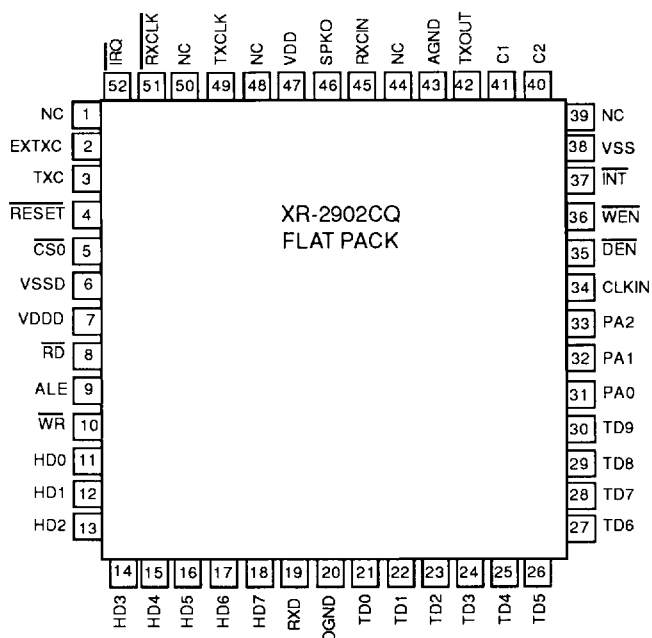 IRQ
RXCLK
NC
TXCLK
NC
VDD
SPKO
RXCIN
NC
AGND
TXOUT
C1
C2
52 51 50 49 48 47 46 45 44 43 42 41 40
NC 1
EXTXC 2
TXC 3
RESET 4
CS0 5
VSSD 6
VDDD 7
RD 8
ALE 9
WR 10
HD0 11
HD1 12
HD2 13
XR-2902CQ
FLAT PACK
39 NC
38 VSS
37 INT
36 WEN
35 DEN
34 CLKIN
33 PA2
32 PA1
31 PA0
30 TD9
29 TD8
28 TD7
27 TD6
14 15 16 17 18 19 20 21 22 23 24 25 26
HD3
HD4
HD5
HD6
HD7
RXD
DGND
TD0
TD1
TD2
TD3
TD4
TD5